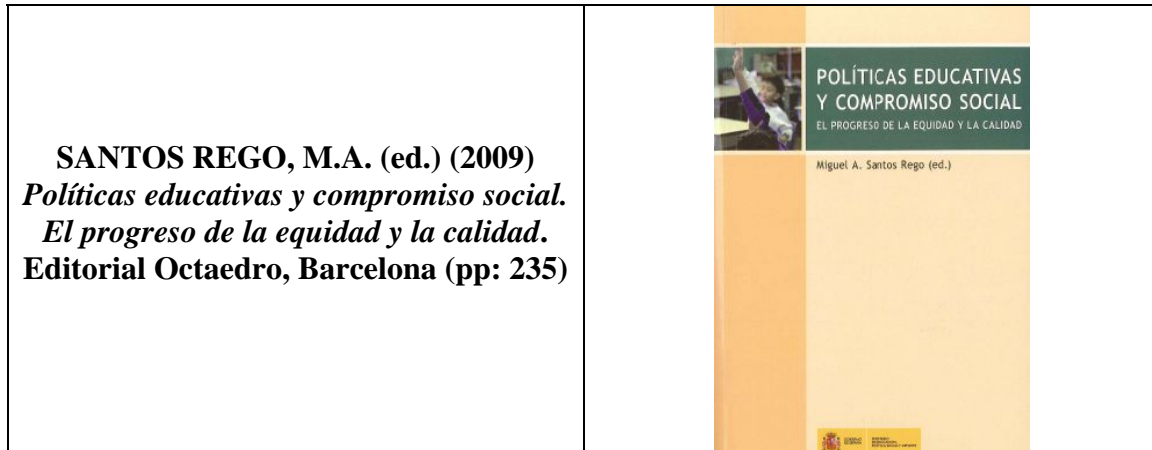 SANTOS REGO, M.A. (ed.) (2009)
Políticas educativas y compromiso social.
El progreso de la equidad y la calidad.
Editorial Octaedro, Barcelona (pp: 235)
POLÍTICAS EDUCATIVAS
Y COMPROMISO SOCIAL
EL PROGRESO DE LA EQUIDAD Y LA CALIDAD
Miguel A. Santos Rego (ed.)